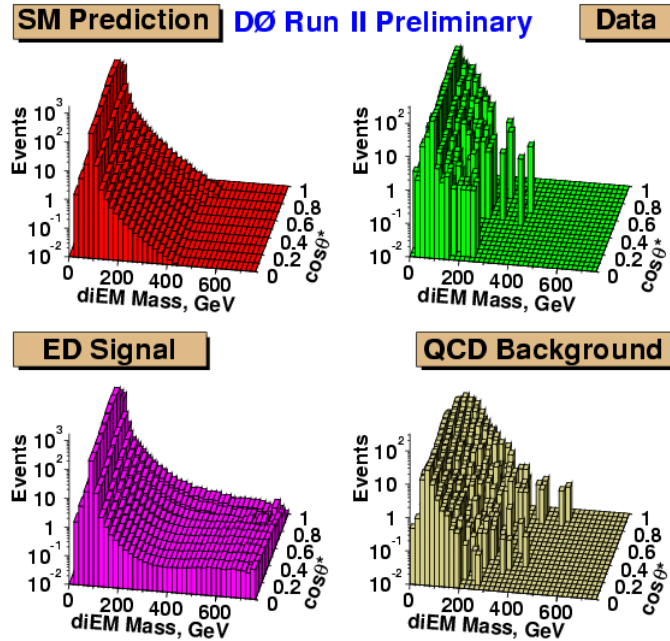 SM Prediction DØ Run II Preliminary Data
Events
10³
10²
10
1
10⁻¹
10⁻²
0 200 400 600
diEM Mass, GeV
0 0.2 0.4 0.6 0.8 1
cosθ*
Events
10²
10
1
10⁻¹
10⁻²
0 200 400 600
diEM Mass, GeV
0 0.2 0.4 0.6 0.8 1
cosθ*
ED Signal QCD Background
Events
10³
10²
10
1
10⁻¹
10⁻²
0 200 400 600
diEM Mass, GeV
0 0.2 0.4 0.6 0.8 1
cosθ*
Events
10²
10
1
10⁻¹
10⁻²
0 200 400 600
diEM Mass, GeV
0 0.2 0.4 0.6 0.8 1
cosθ*